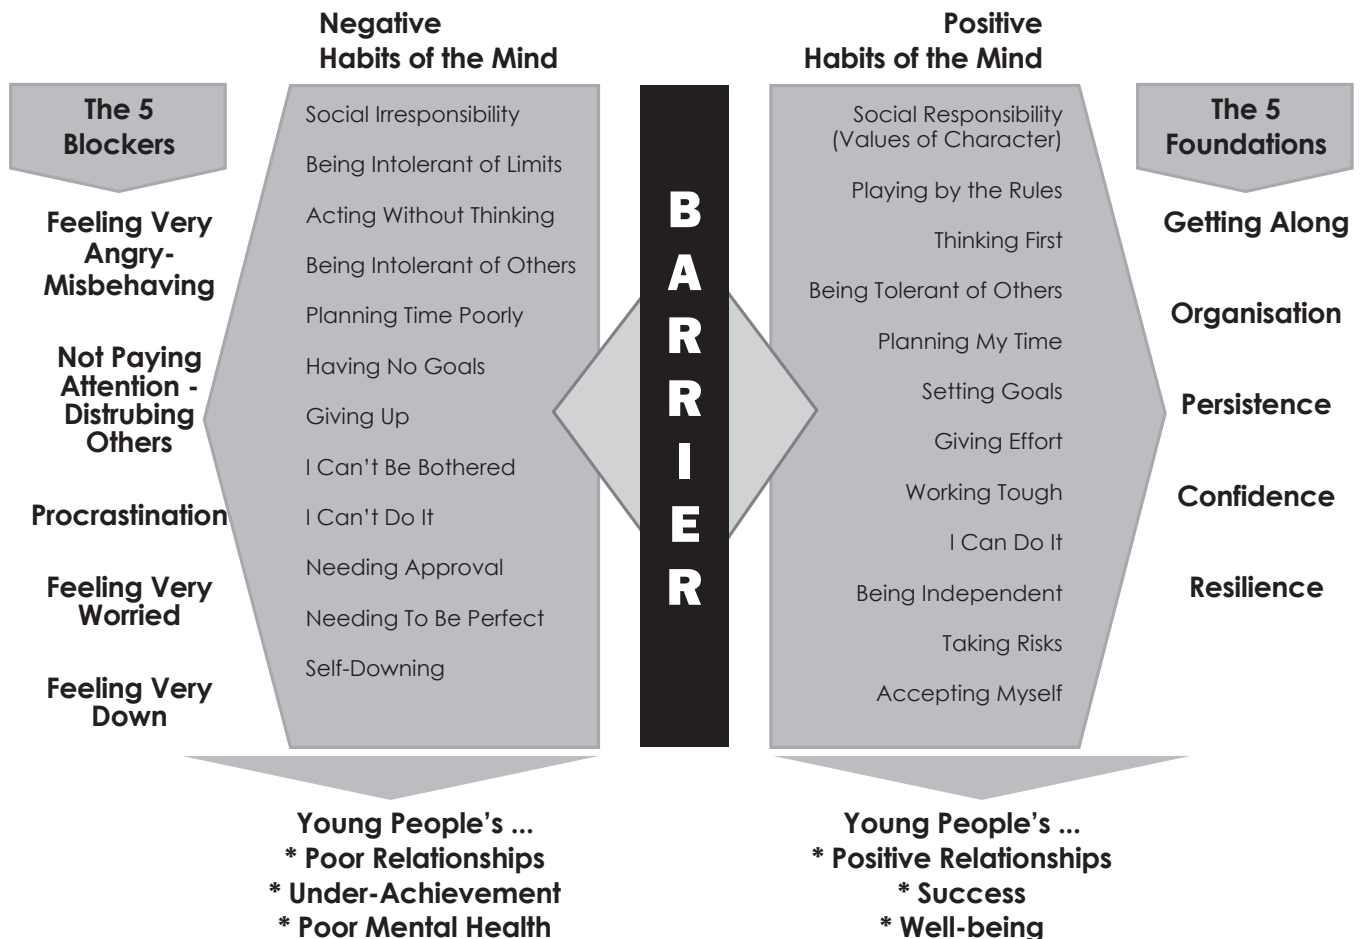 Negative
Habits of the Mind
Positive
Habits of the Mind
The 5
Blockers
Feeling Very
Angry-
Misbehaving
Not Paying
Attention -
Distrubing
Others
Procrastination
Feeling Very
Worried
Feeling Very
Down
Social Irresponsibility
Being Intolerant of Limits
Acting Without Thinking
Being Intolerant of Others
Planning Time Poorly
Having No Goals
Giving Up
I Can't Be Bothered
I Can't Do It
Needing Approval
Needing To Be Perfect
Self-Downing
B
A
R
R
I
E
R
Social Responsibility
(Values of Character)
Playing by the Rules
Thinking First
Being Tolerant of Others
Planning My Time
Setting Goals
Giving Effort
Working Tough
I Can Do It
Being Independent
Taking Risks
Accepting Myself
The 5
Foundations
Getting Along
Organisation
Persistence
Confidence
Resilience
Young People's ...
* Poor Relationships
* Under-Achievement
* Poor Mental Health
Young People's ...
* Positive Relationships
* Success
* Well-being